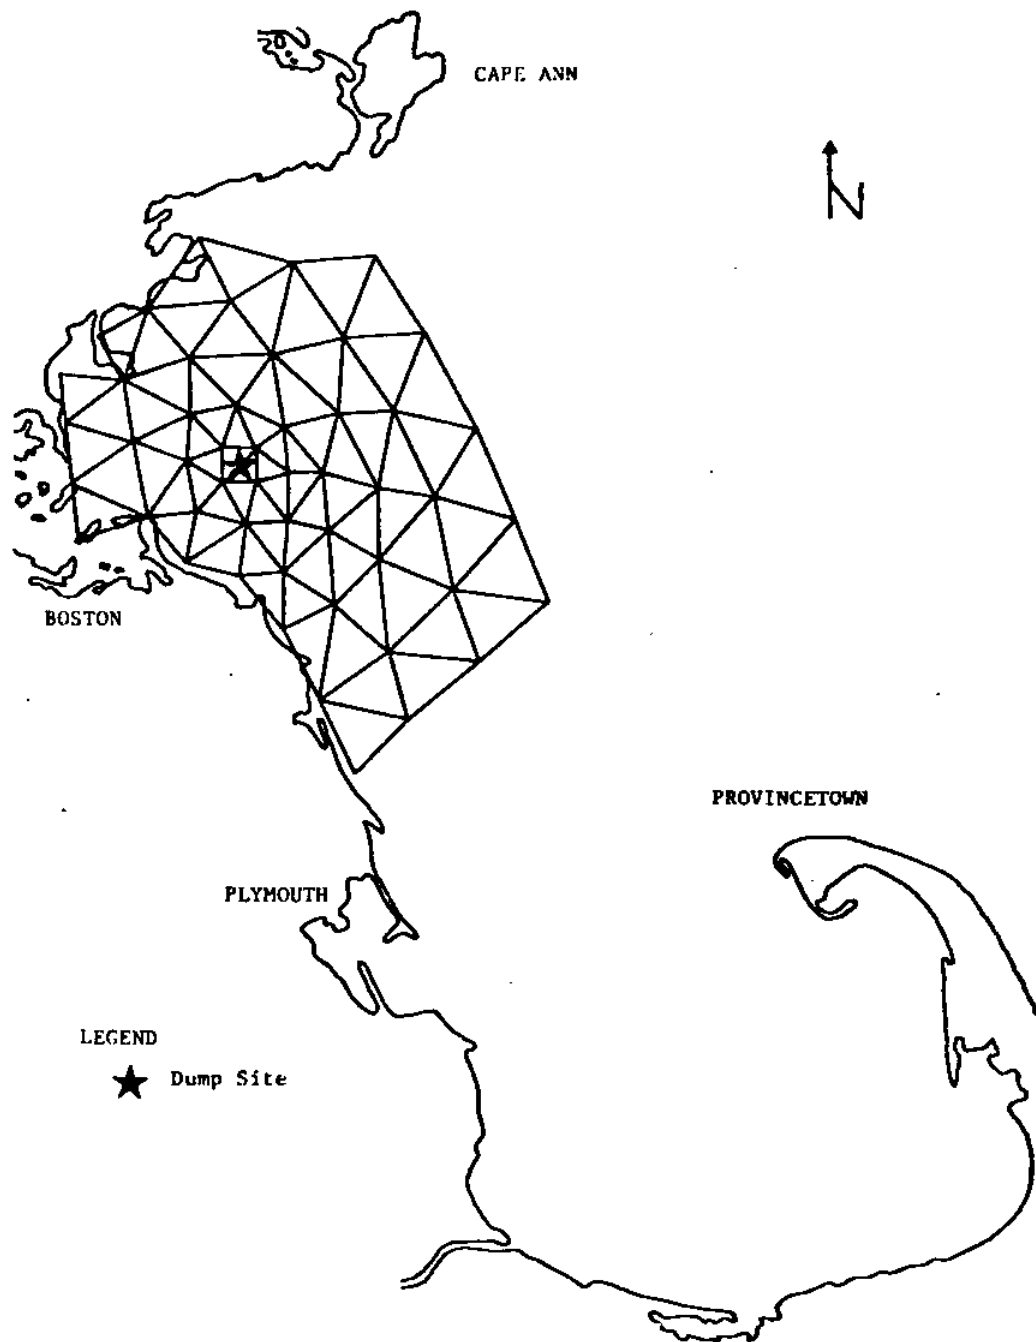 CAPE ANN
N
BOSTON
PROVINCETOWN
PLYMOUTH
LEGEND
Dump Site